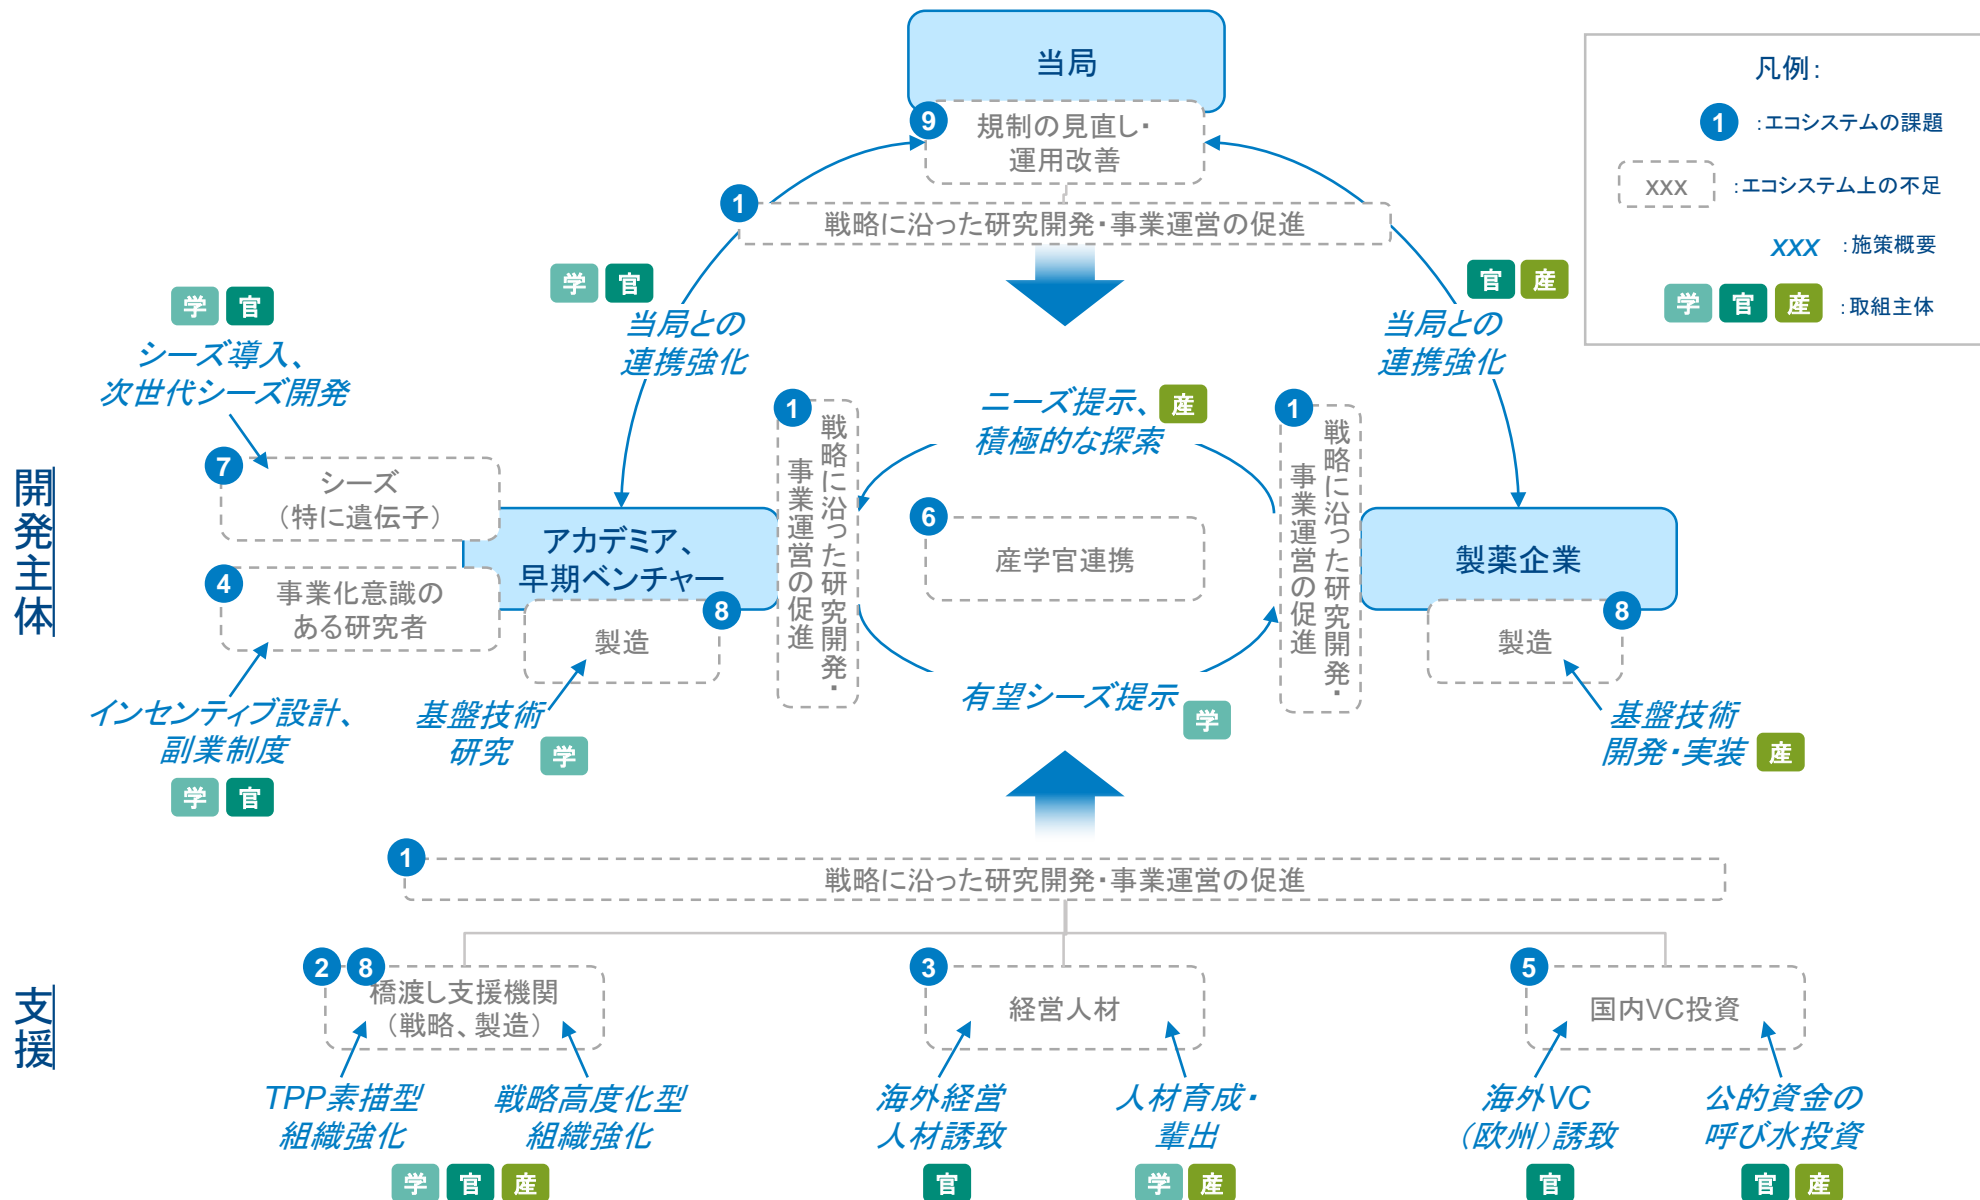 当局
9
規制の見直し・
運用改善
1
戦略に沿った研究開発・事業運営の促進
凡例：
1
：エコシステムの課題
xxx
：エコシステム上の不足
xxx
：施策概要
学 官 産
：取組主体
学 官
当局との
連携強化
官 産
当局との
連携強化
学 官
シーズ導入、
次世代シーズ開発
開発主体
7
シーズ
（特に遺伝子）
4
事業化意識の
ある研究者
インセンティブ設計、
副業制度
学 官
アカデミア、
早期ベンチャー
8
製造
基盤技術
研究
学
1
戦略に沿った研究開発・
事業運営の促進
ニーズ提示、
積極的な探索
産
6
産学官連携
有望シーズ提示
学
1
戦略に沿った研究開発・
事業運営の促進
製薬企業
8
製造
基盤技術
開発・実装
産
1
戦略に沿った研究開発・事業運営の促進
支援
2 8
橋渡し支援機関
（戦略、製造）
TPP素描型
組織強化
戦略高度化型
組織強化
学 官 産
3
経営人材
海外経営
人材誘致
官
人材育成・
輩出
学 産
5
国内VC投資
海外VC
（欧州）誘致
官
公的資金の
呼び水投資
官 産